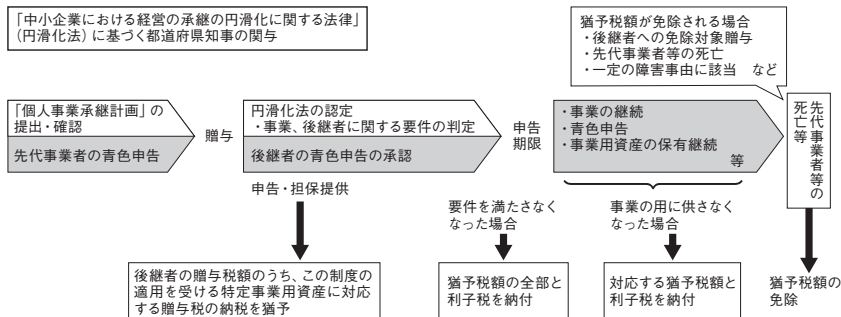 「中小企業における経営の承継の円滑化に関する法律」
（円滑化法）に基づく都道府県知事の関与
猶予税額が免除される場合
・後継者への免除対象贈与
・先代事業者等の死亡
・一定の障害事由に該当　など
「個人事業承継計画」の
提出・確認
先代事業者の青色申告
贈与
円滑化法の認定
・事業、後継者に関する要件の判定
後継者の青色申告の承認
申告
期限
・事業の継続
・青色申告
・事業用資産の保有継続
等
先代事業者等の
死亡等
申告・担保提供
要件を満たさなく
なった場合
事業の用に供さなく
なった場合
後継者の贈与税額のうち、この制度の
適用を受ける特定事業用資産に対応
する贈与税の納税を猶予
猶予税額の全部と
利子税を納付
対応する猶予税額と
利子税を納付
猶予税額の
免除